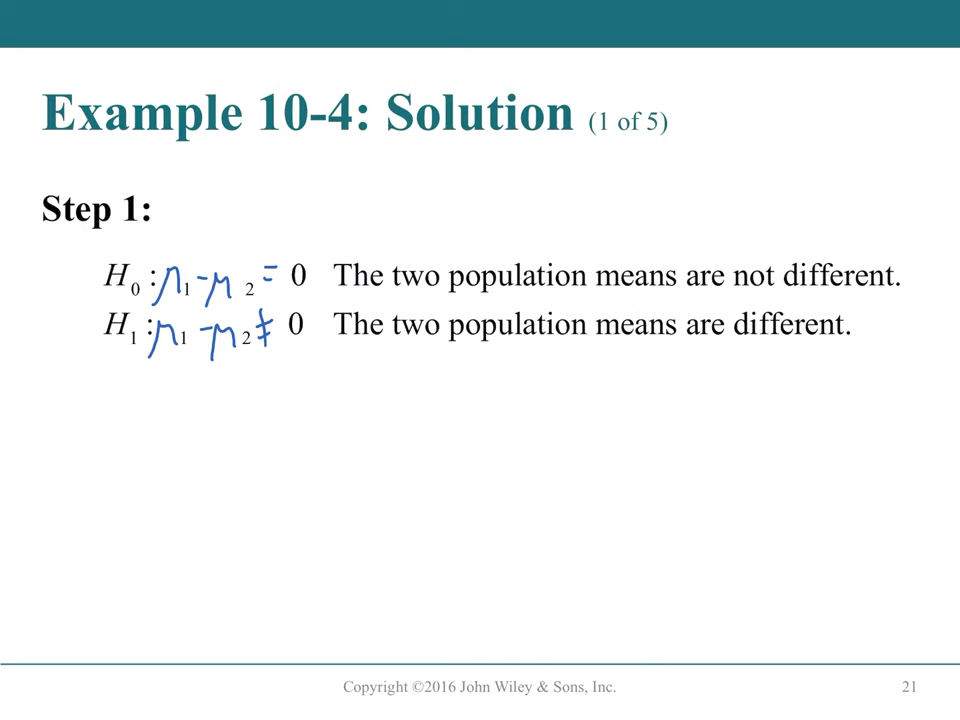 Example 10-4: Solution (1 of 5)
Step 1:
H₀ : μ₁ - μ₂ = 0 The two population means are not different.
H₁ : μ₁ - μ₂ ≠ 0 The two population means are different.
Copyright ©2016 John Wiley & Sons, Inc. 21